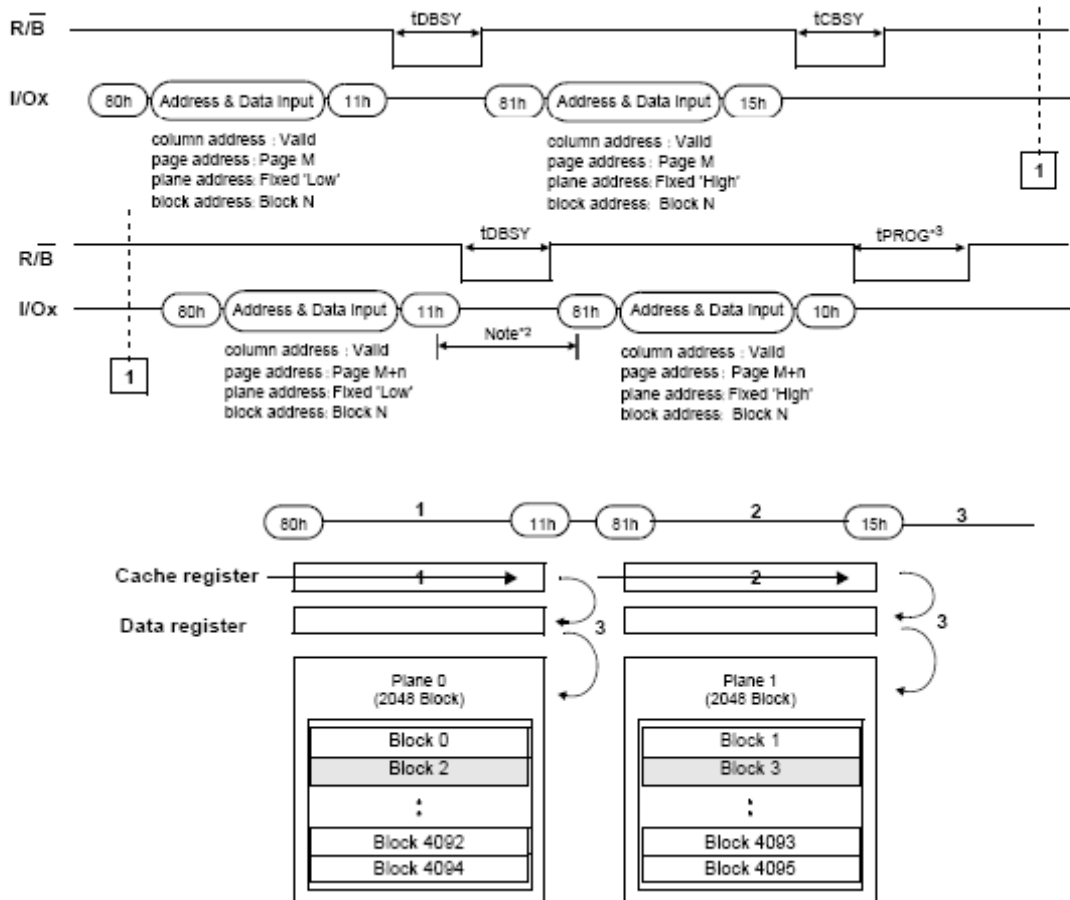 tDBSY tCBSY
R/B
I/Ox 80h Address & Data Input 11h 81h Address & Data Input 15h
column address : Valid
page address : Page M
plane address: Fixed 'Low'
block address: Block N
column address : Valid
page address : Page M
plane address: Fixed 'High'
block address: Block N
1
tDBSY tPROG*3
R/B
I/Ox 80h Address & Data Input 11h 81h Address & Data Input 10h
Note*2
1
column address : Valid
page address : Page M+n
plane address: Fixed 'Low'
block address: Block N
column address : Valid
page address : Page M+n
plane address: Fixed 'High'
block address: Block N
80h 1 11h 81h 2 15h 3
Cache register 1 2
Data register 3 3
Plane 0
(2048 Block)
Block 0
Block 2
Block 4092
Block 4094
Plane 1
(2048 Block)
Block 1
Block 3
Block 4093
Block 4095